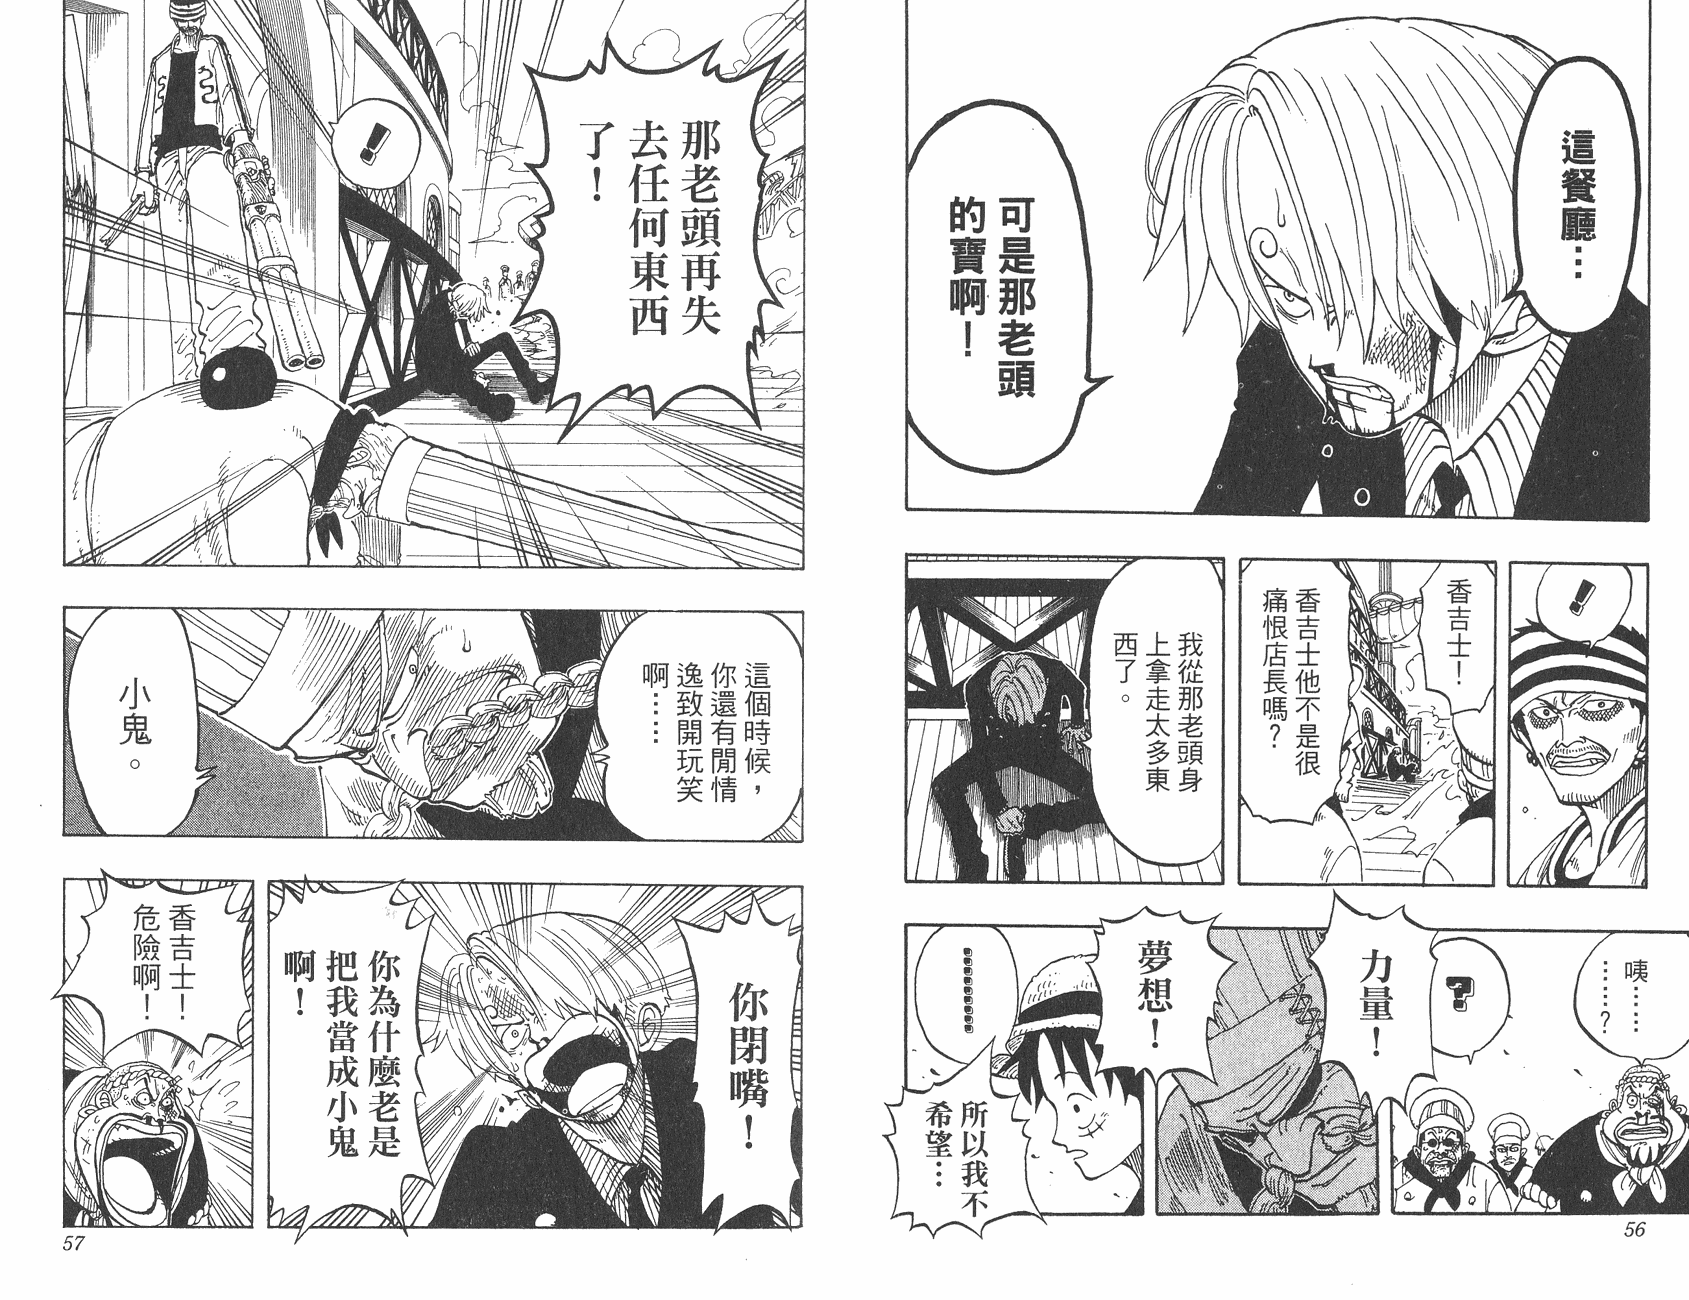 這餐廳…
可是那老頭
的寶啊！
！
香吉士！
香吉士他不是很
痛恨店長嗎？
我從那老頭身
上拿走太多東
西了。
咦……
……？
？
力量！
夢想！
………
所以我不
希望…
56
那老頭再失
去任何東西
了！
！
這個時候，
你還有閒情
逸致開玩笑
啊……
小鬼。
你閉嘴！
你為什麼老是
把我當成小鬼
啊！
香吉士！
危險啊！
57